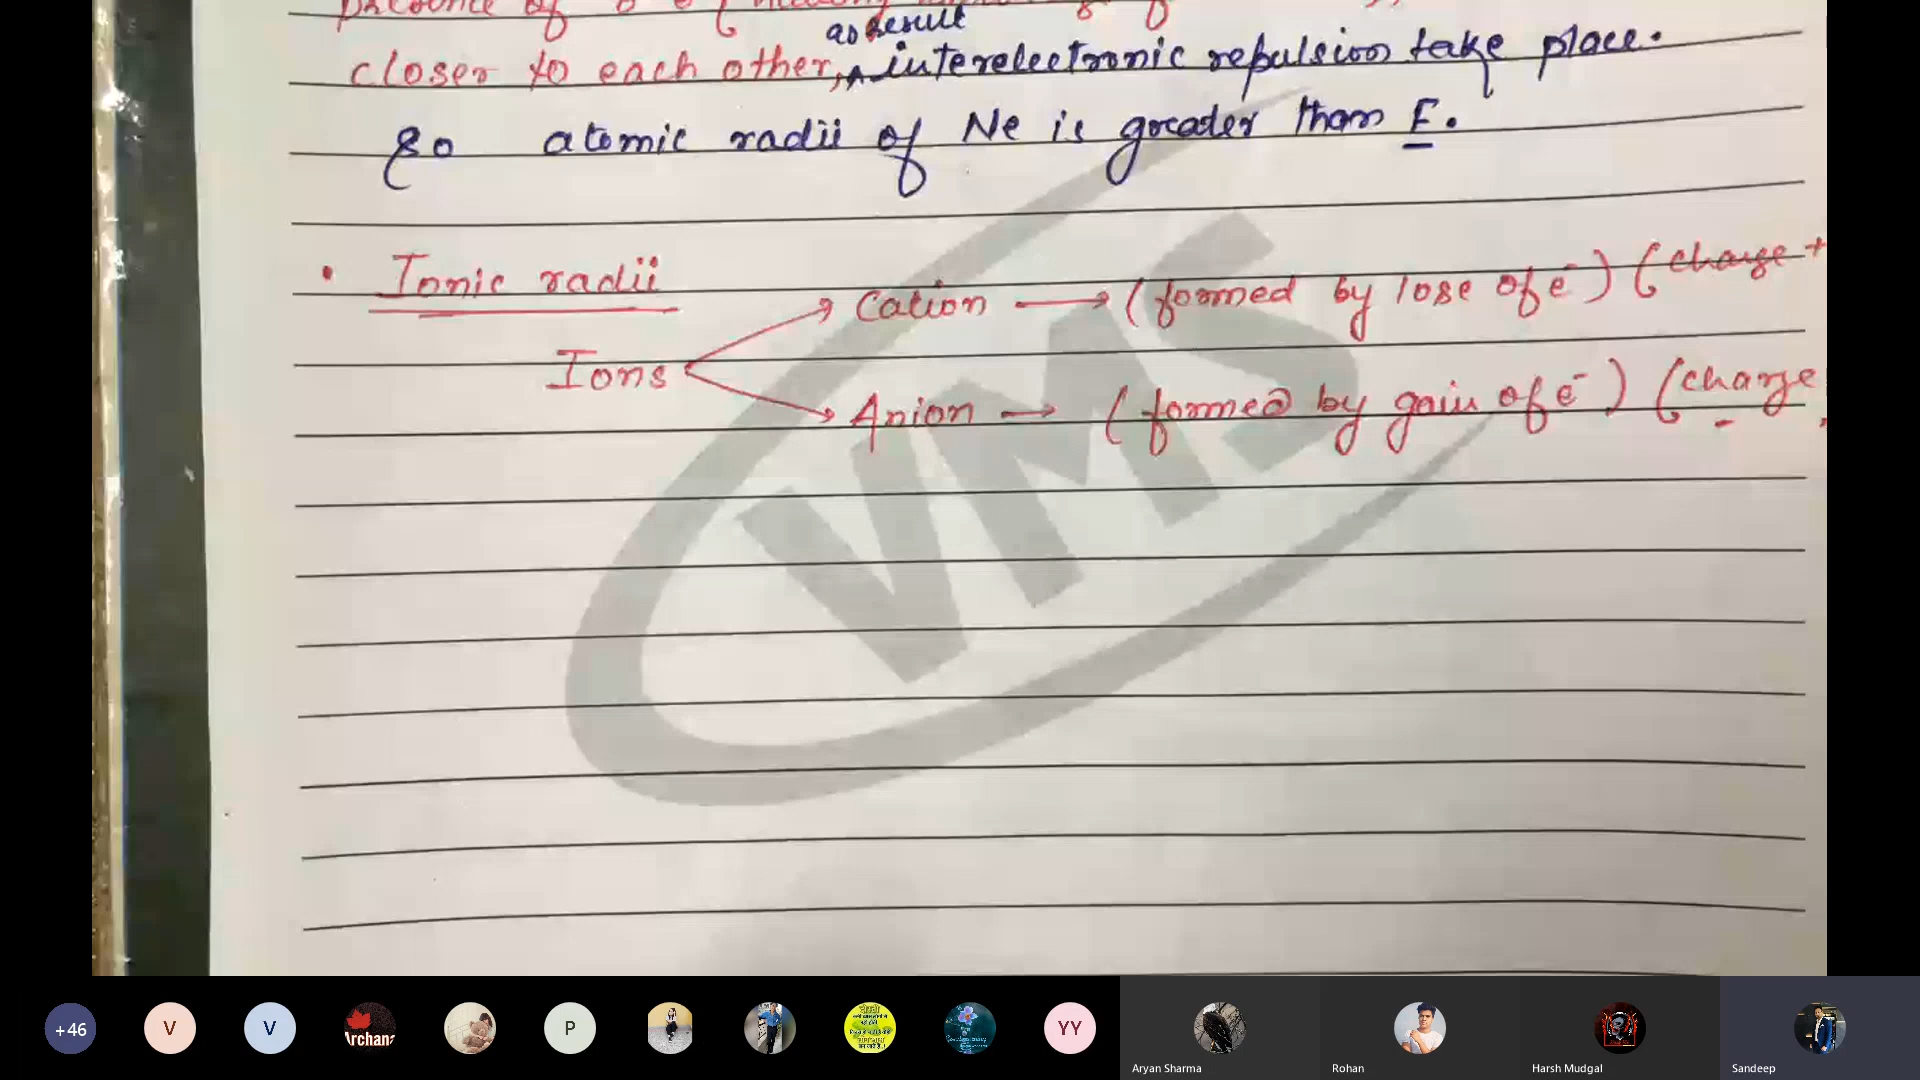 closer to each other, as result interelectronic repulsion take place.
So atomic radii of Ne is greater than F.
• Ionic radii
Cation → (formed by lose of e⁻) (charge +
Ions
Anion → (formed by gain of e⁻) (charge -
VMS
+46
V
V
Archana
P
YY
Aryan Sharma
Rohan
Harsh Mudgal
Sandeep